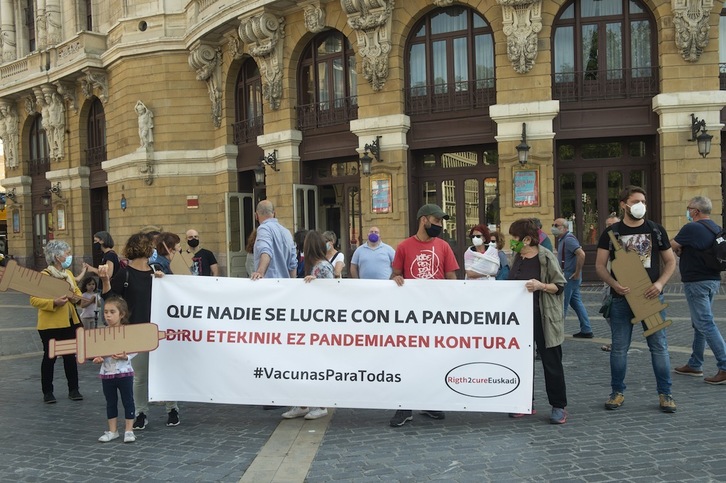 QUE NADIE SE LUCRE CON LA PANDEMIA
DIRU ETEKINIK EZ PANDEMIAREN KONTURA
#VacunasParaTodas
Rigth2cureEuskadi